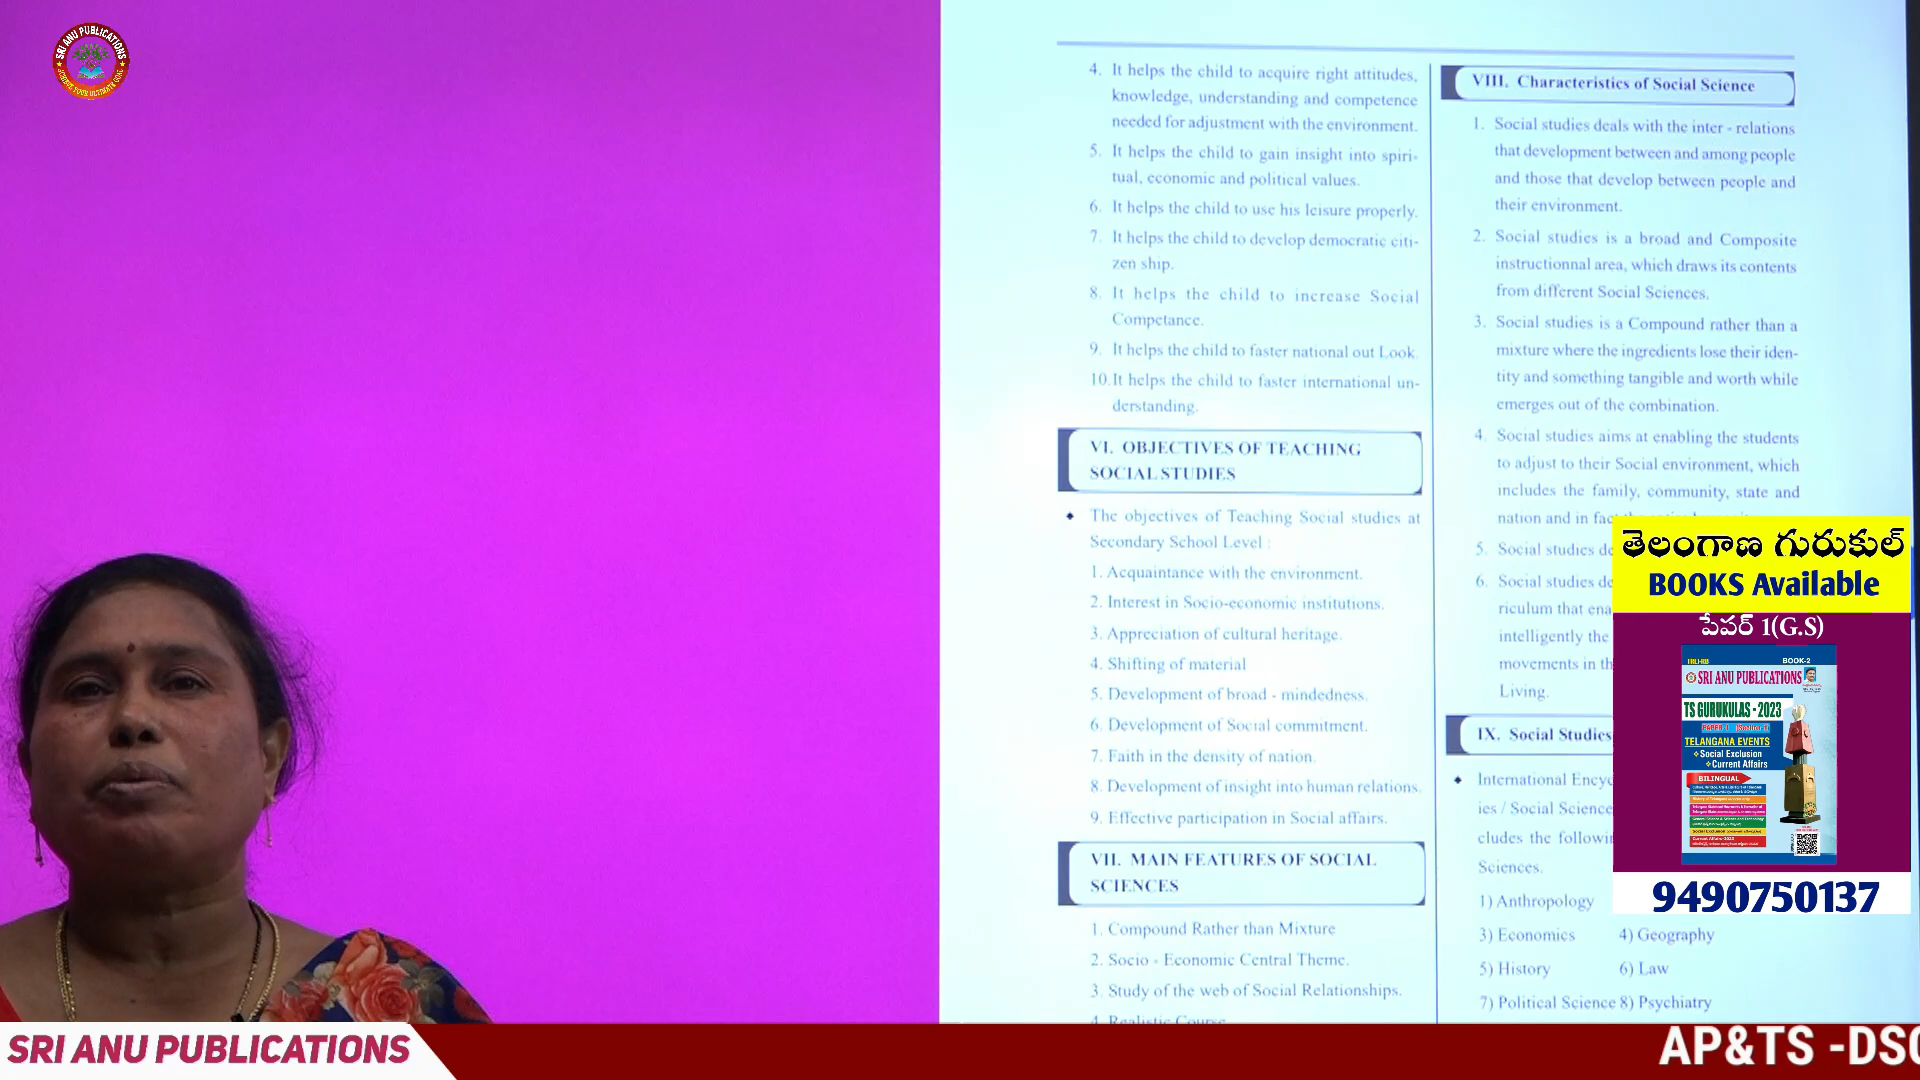 SRI ANU PUBLICATIONS
ACHIEVE YOUR ULTIMATE GOAL
4. It helps the child to acquire right attitudes,
knowledge, understanding and competence
needed for adjustment with the environment.
5. It helps the child to gain insight into spiri-
tual, economic and political values.
6. It helps the child to use his leisure properly.
7. It helps the child to develop democratic citi-
zen ship.
8. It helps the child to increase Social
Competance.
9. It helps the child to faster national out Look.
10. It helps the child to faster international un-
derstanding.
VI. OBJECTIVES OF TEACHING
SOCIAL STUDIES
The objectives of Teaching Social studies at
Secondary School Level :
1. Acquaintance with the environment.
2. Interest in Socio-economic institutions.
3. Appreciation of cultural heritage.
4. Shifting of material
5. Development of broad - mindedness.
6. Development of Social commitment.
7. Faith in the density of nation.
8. Development of insight into human relations.
9. Effective participation in Social affairs.
VII. MAIN FEATURES OF SOCIAL
SCIENCES
1. Compound Rather than Mixture
2. Socio - Economic Central Theme.
3. Study of the web of Social Relationships.
4. Realistic Course
VIII. Characteristics of Social Science
1. Social studies deals with the inter - relations
that development between and among people
and those that develop between people and
their environment.
2. Social studies is a broad and Composite
instructionnal area, which draws its contents
from different Social Sciences.
3. Social studies is a Compound rather than a
mixture where the ingredients lose their iden-
tity and something tangible and worth while
emerges out of the combination.
4. Social studies aims at enabling the students
to adjust to their Social environment, which
includes the family, community, state and
nation and in fac
5. Social studies de
6. Social studies de
riculum that ena
intelligently the
movements in th
Living.
IX. Social Studies
International Ency
ies / Social Science
cludes the followi
Sciences.
1) Anthropology
3) Economics 4) Geography
5) History 6) Law
7) Political Science 8) Psychiatry
తెలంగాణ గురుకుల్
BOOKS Available
పేపర్ 1(G.S)
BOOK-2
SRI ANU PUBLICATIONS
TS GURUKULAS - 2023
TELANGANA EVENTS
Social Exclusion
Current Affairs
BILINGUAL
9490750137
SRI ANU PUBLICATIONS
AP&TS -DSC